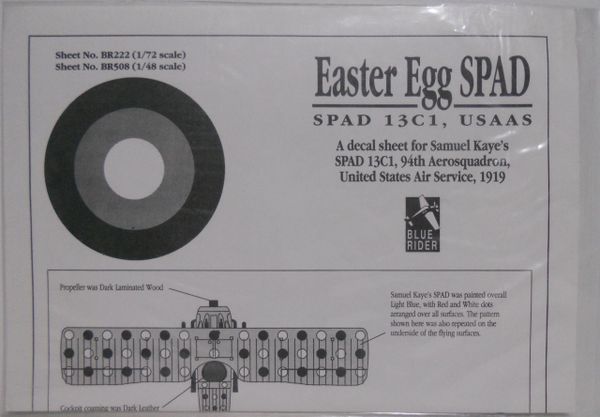 Sheet No. BR222 (1/72 scale)
Sheet No. BR508 (1/48 scale)
Easter Egg SPAD
SPAD 13C1, USAAS
A decal sheet for Samuel Kaye's
SPAD 13C1, 94th Aerosquadron,
United States Air Service, 1919
BLUE
RIDER
Propeller was Dark Laminated Wood
Samuel Kaye's SPAD was painted overall
Light Blue, with Red and White dots
arranged over all surfaces. The pattern
shown here was also repeated on the
underside of the flying surfaces.
Cockpit coaming was Dark Leather